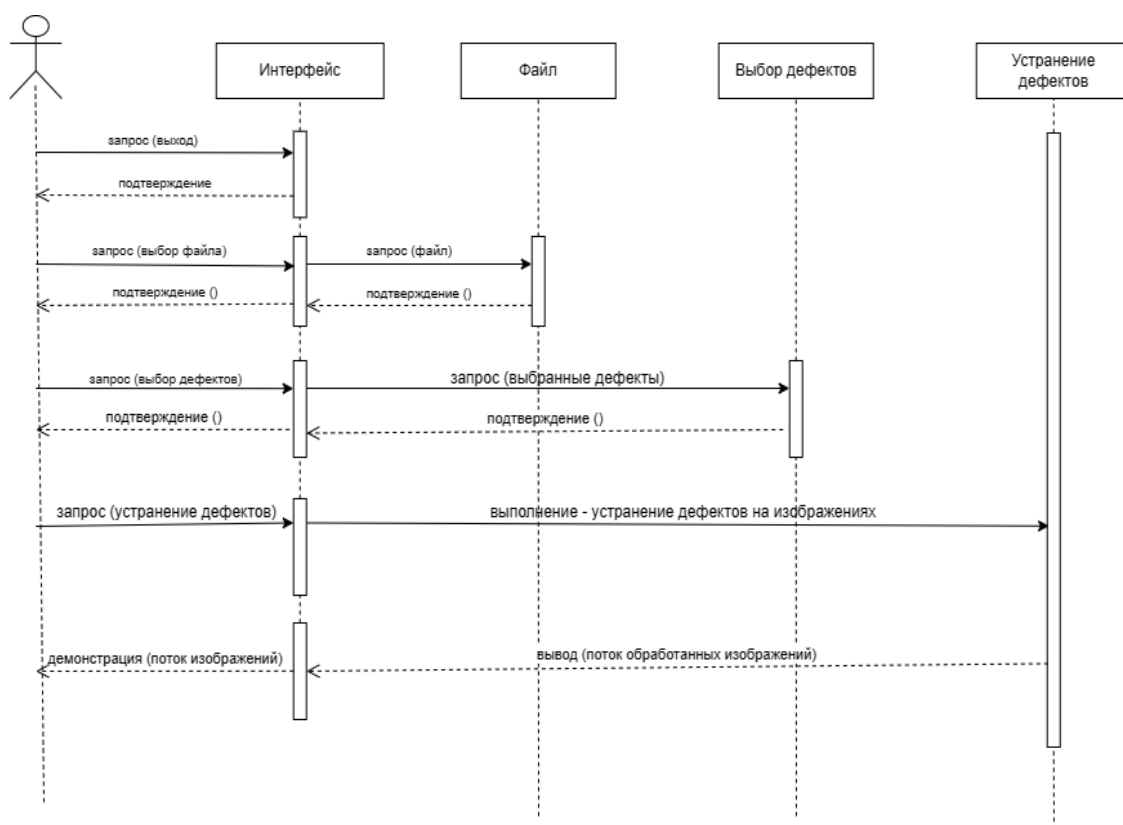 Интерфейс
Файл
Выбор дефектов
Устранение
дефектов
запрос (выход)
подтверждение
запрос (выбор файла)
запрос (файл)
подтверждение ()
подтверждение ()
запрос (выбор дефектов)
запрос (выбранные дефекты)
подтверждение ()
подтверждение ()
запрос (устранение дефектов)
выполнение - устранение дефектов на изображениях
демонстрация (поток изображений)
вывод (поток обработанных изображений)